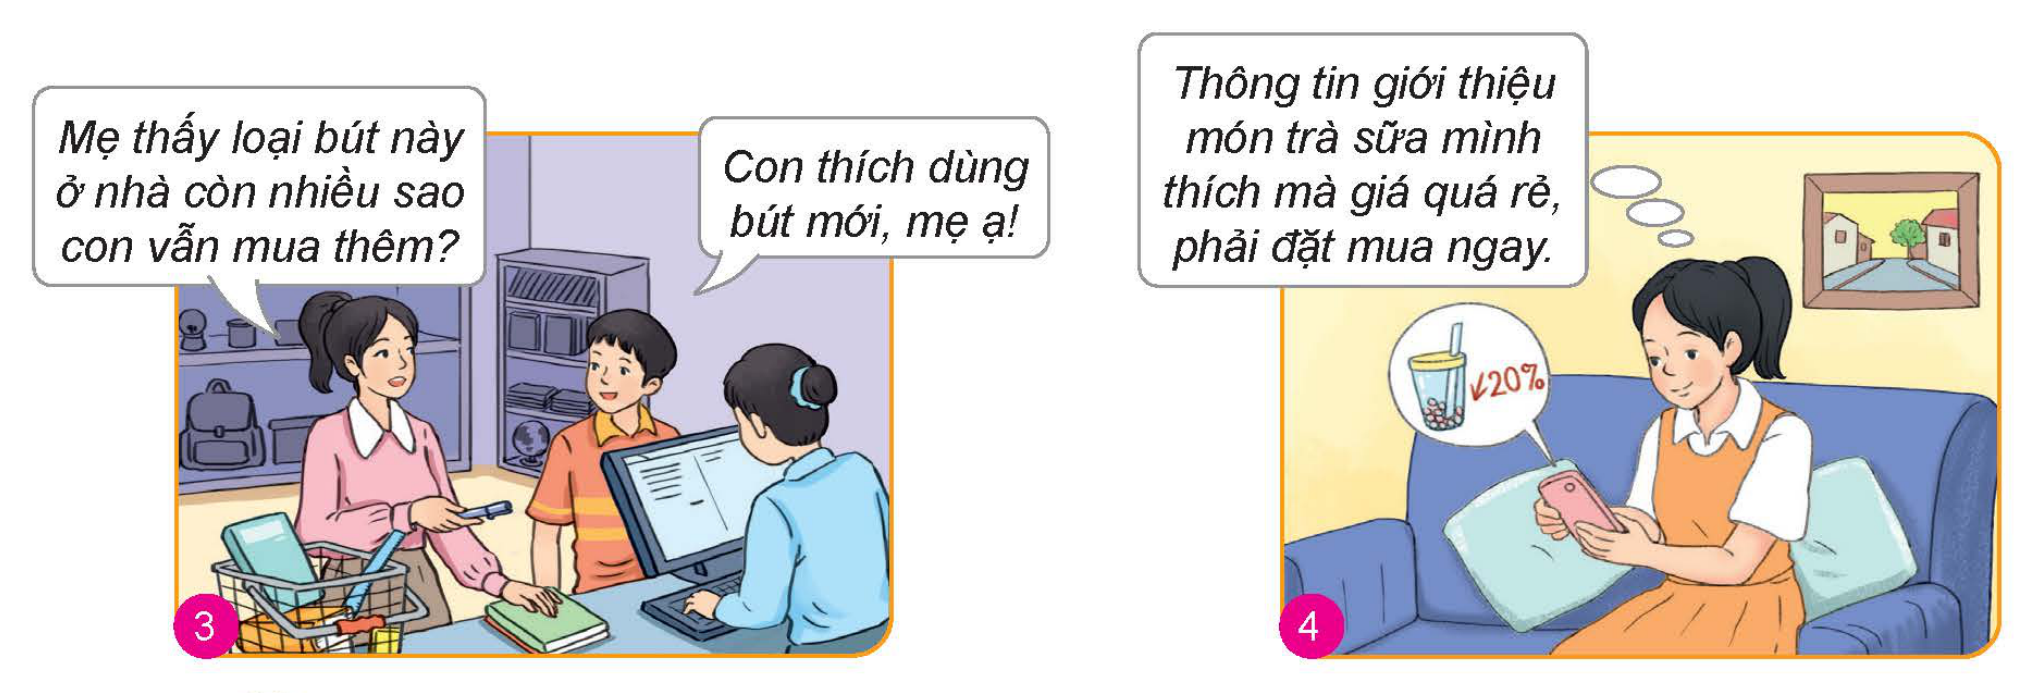 Mẹ thấy loại bút này
ở nhà còn nhiều sao
con vẫn mua thêm?
Con thích dùng
bút mới, mẹ ạ!
3
Thông tin giới thiệu
món trà sữa mình
thích mà giá quá rẻ,
phải đặt mua ngay.
↙20%
4